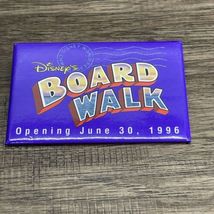 Disney's
BOARD
WALK
Opening June 30, 1996